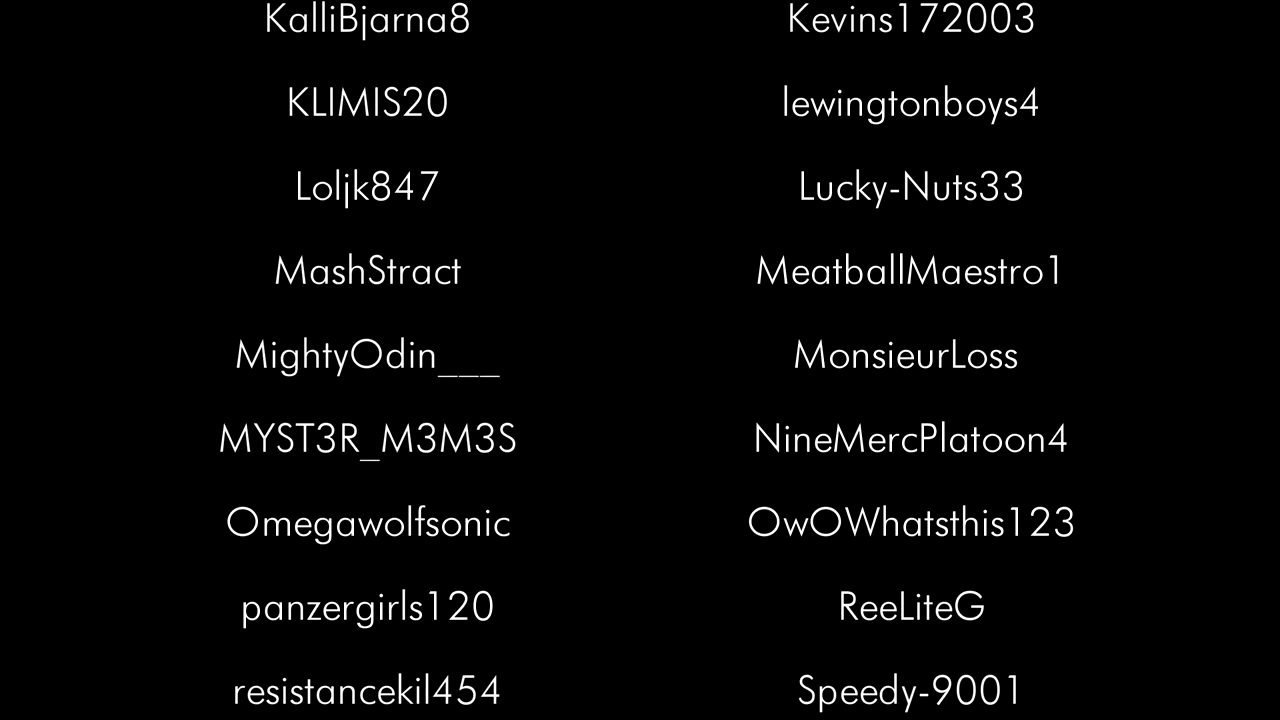 KalliBjarna8 Kevins172003
KLIMIS20 lewingtonboys4
Loljk847 Lucky-Nuts33
MashStract MeatballMaestro1
MightyOdin___ MonsieurLoss
MYST3R_M3M3S NineMercPlatoon4
Omegawolfsonic OwOWhatsthis123
panzergirls120 ReeLiteG
resistancekil454 Speedy-9001